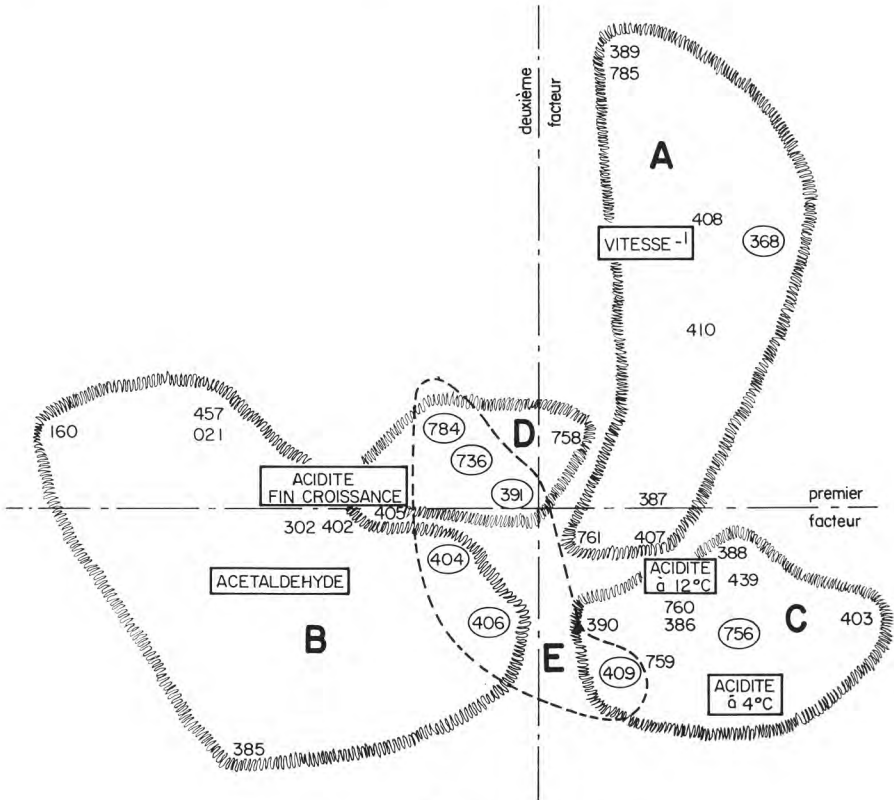 389
785
deuxième
facteur
A
408
VITESSE -1
368
410
457
160
021
784
D
758
736
ACIDITE
FIN CROISSANCE
391
387
premier
facteur
405
302 402
761
407
388
404
ACIDITE
à 12°C
439
ACETALDEHYDE
760
406
390
386
756
C
403
B
E
759
409
ACIDITE
à 4°C
385